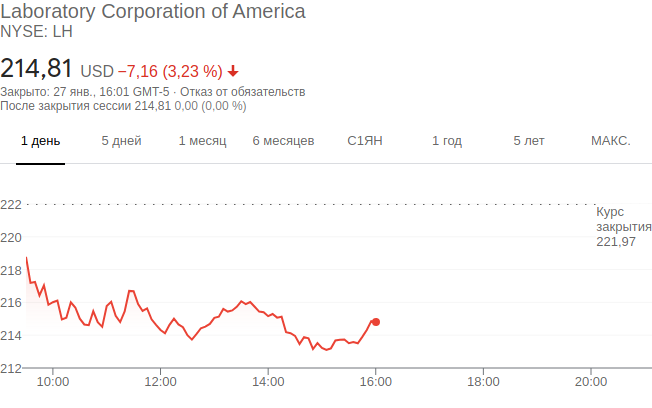 Laboratory Corporation of America
NYSE: LH
214,81 USD −7,16 (3,23 %)
Закрыто: 27 янв., 16:01 GMT-5 · Отказ от обязательств
После закрытия сессии 214,81 0,00 (0,00 %)
1 день 5 дней 1 месяц 6 месяцев С1ЯН 1 год 5 лет МАКС.
222
Курс
закрытия
221,97
220
218
216
214
212
10:00 12:00 14:00 16:00 18:00 20:00